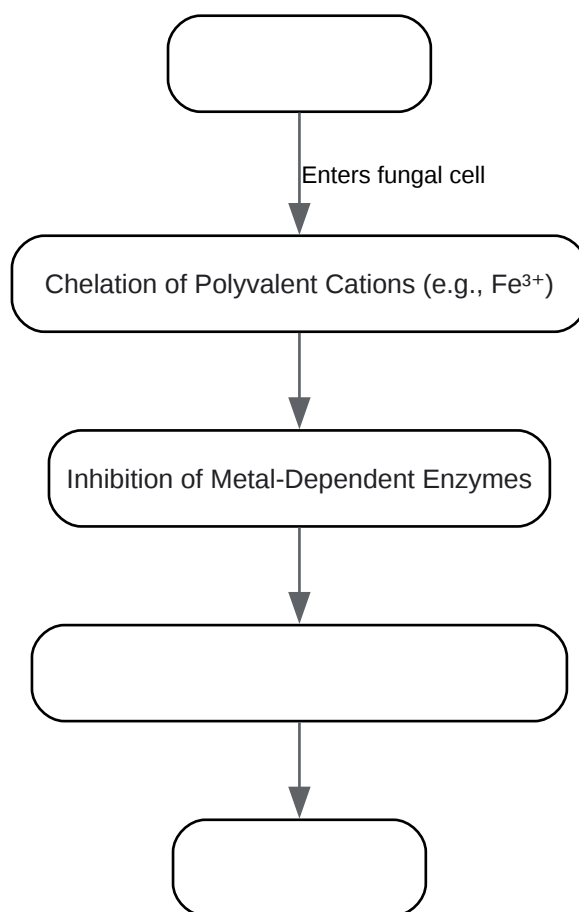 Enters fungal cell
Chelation of Polyvalent Cations (e.g., Fe³⁺)
Inhibition of Metal-Dependent Enzymes